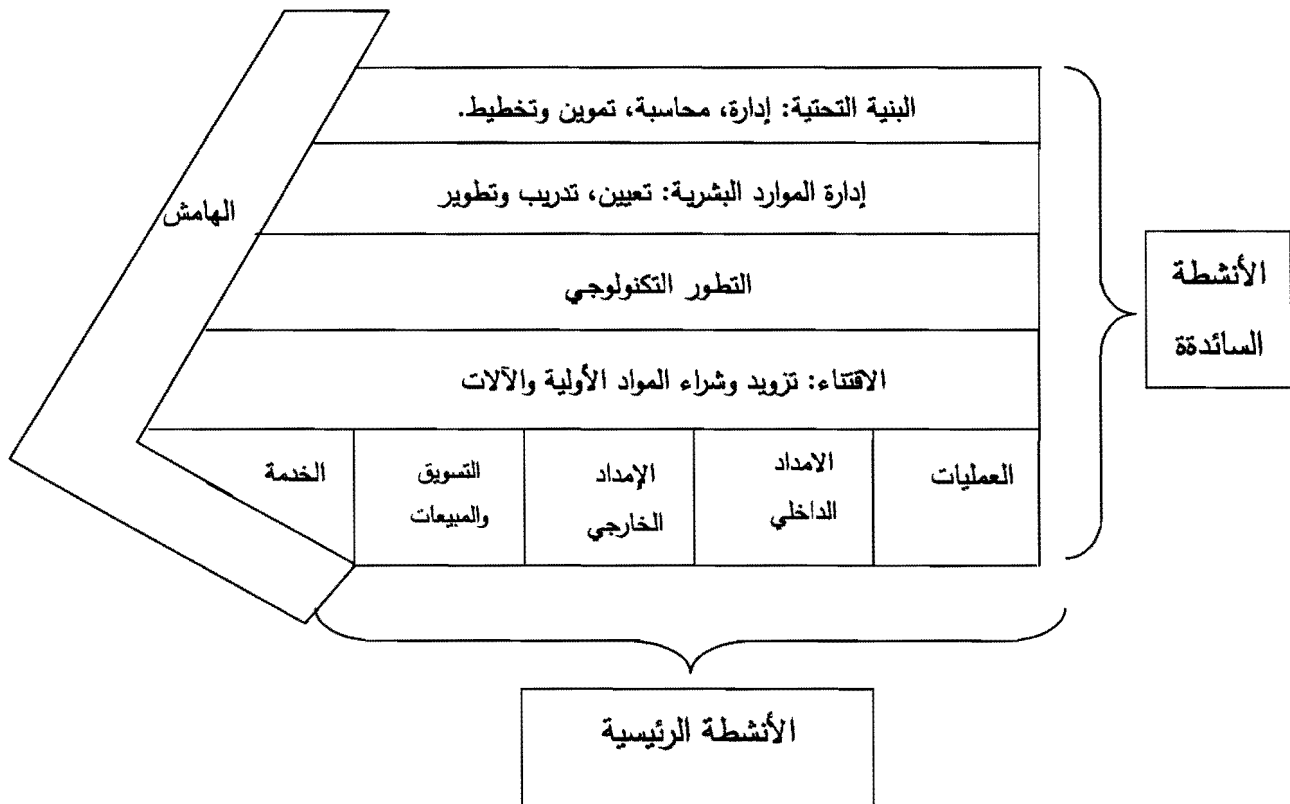 البنية التحتية: إدارة، محاسبة، تموين وتخطيط.
إدارة الموارد البشرية: تعيين، تدريب وتطوير
الهامش
التطور التكنولوجي
الأنشطة
السائدةة
الاقتناء: تزويد وشراء المواد الأولية والآلات
العمليات
الامداد
الداخلي
الإمداد
الخارجي
التسويق
والمبيعات
الخدمة
الأنشطة الرئيسية